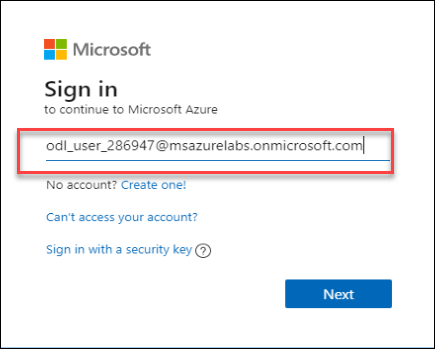 Microsoft
Sign in
to continue to Microsoft Azure
odl_user_286947@msazurelabs.onmicrosoft.com
No account? Create one!
Can't access your account?
Sign in with a security key ?
Next